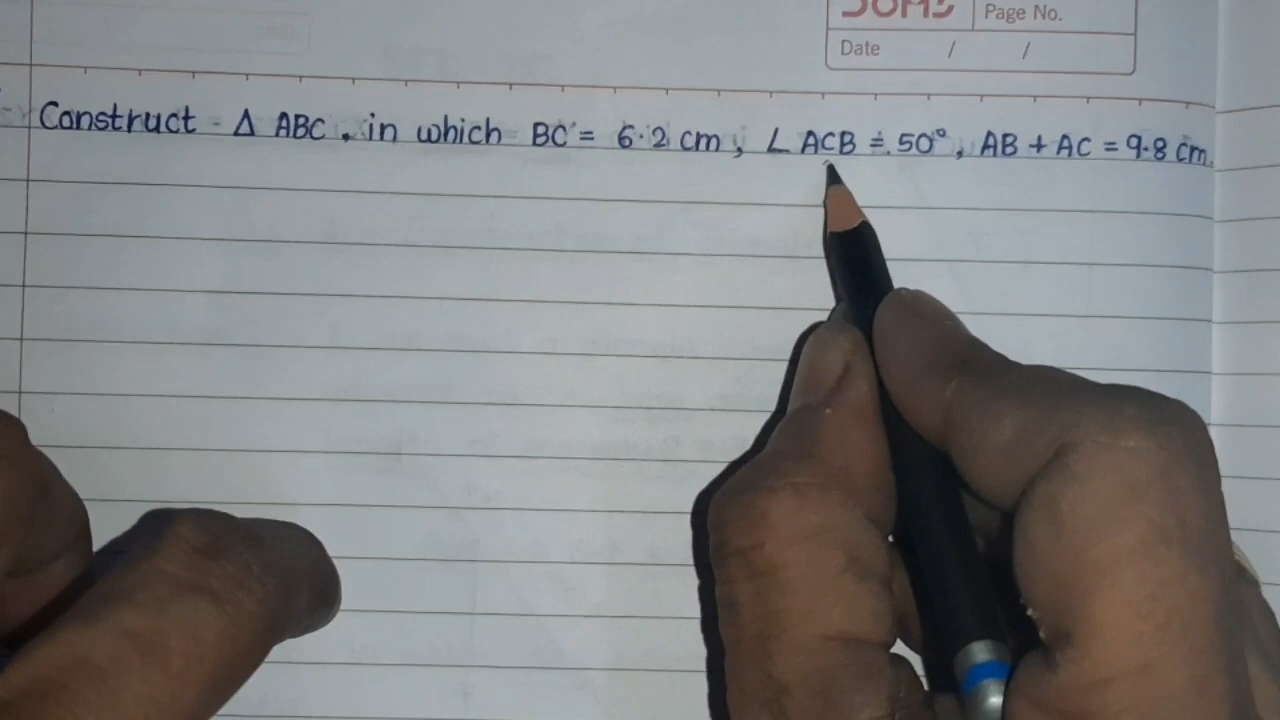 Page No.
Date / /
Construct Δ ABC, in which BC = 6.2 cm, ∠ACB = 50°, AB + AC = 9.8 cm.